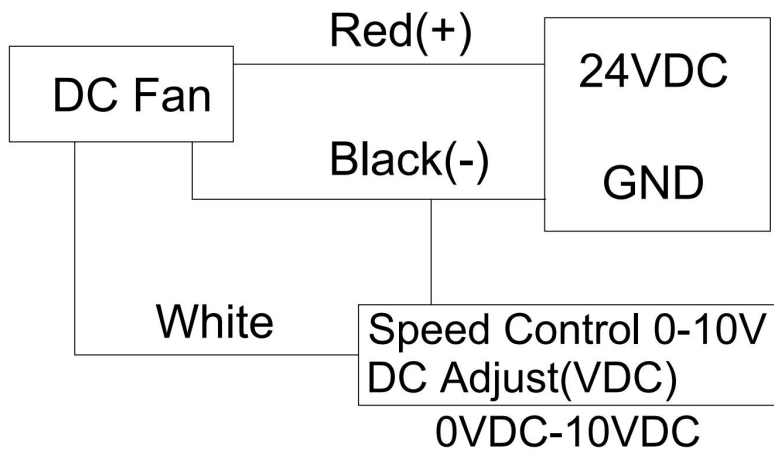 Red(+)
DC Fan
24VDC
Black(-)
GND
White
Speed Control 0-10V
DC Adjust(VDC)
0VDC-10VDC